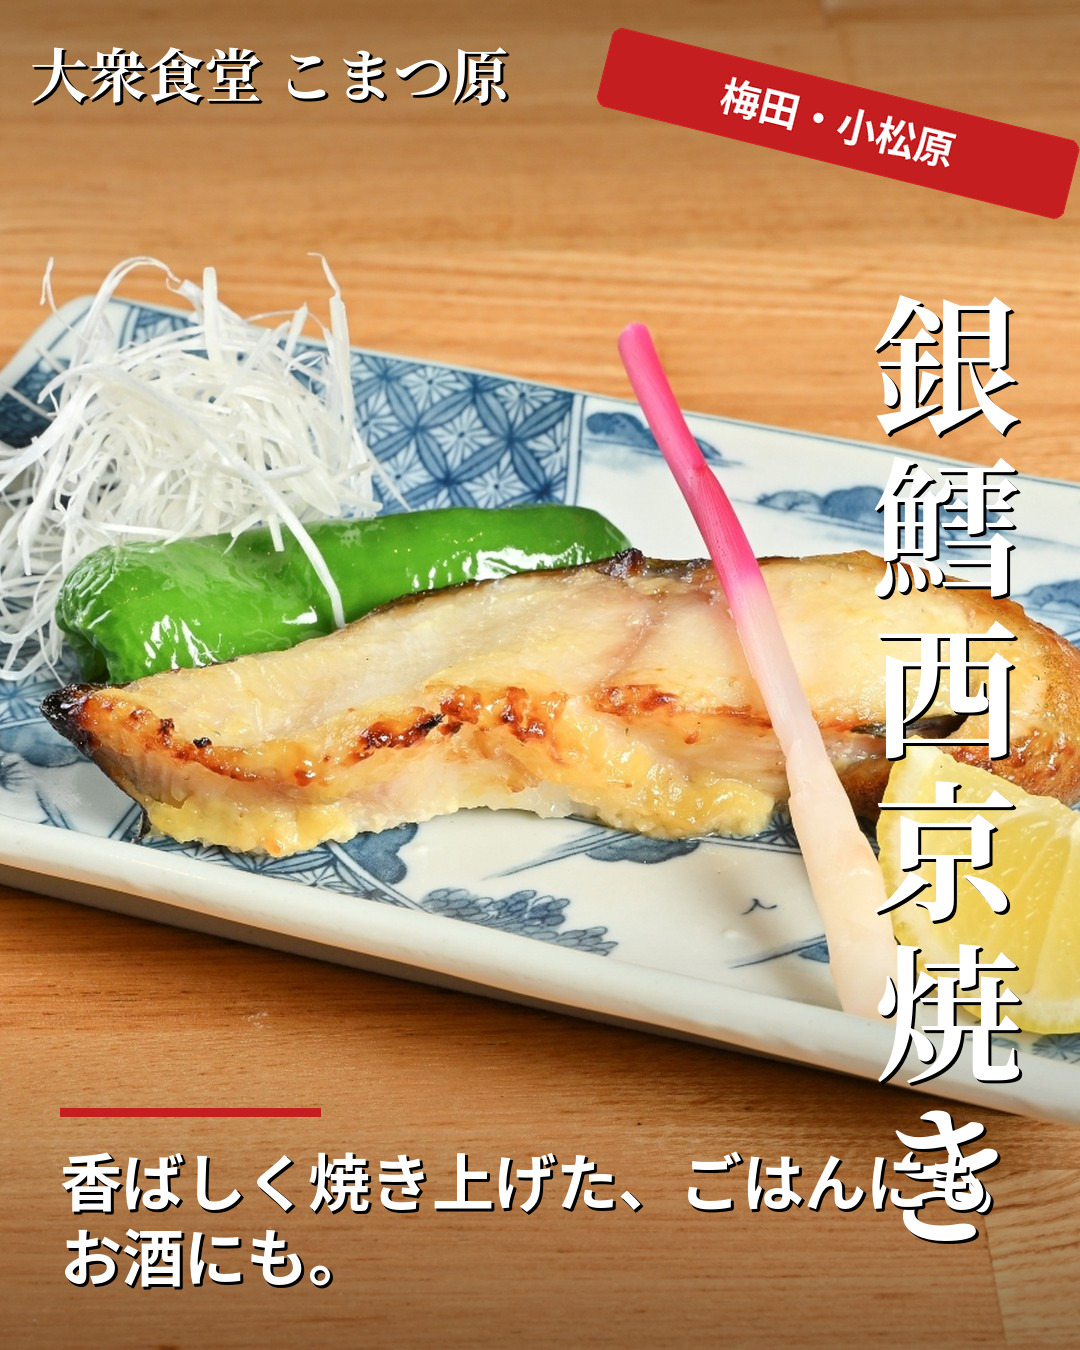 大衆食堂 こまつ原
梅田・小松原
銀鱈西京焼き
香ばしく焼き上げた、ごはんにも。
お酒にも。